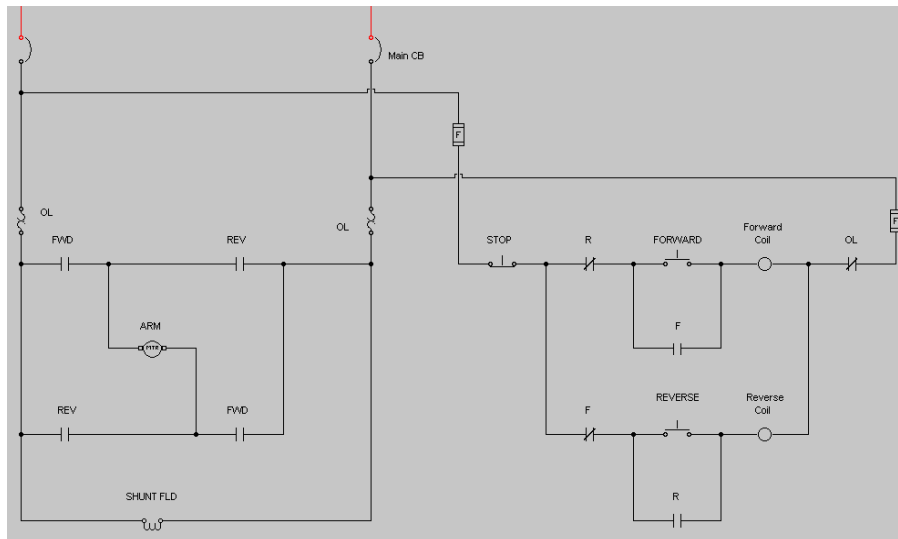 Main CB
F
OL
OL
F
FWD
REV
STOP
R
FORWARD
Forward
Coil
OL
ARM
MTR
F
REV
FWD
F
REVERSE
Reverse
Coil
SHUNT FLD
R